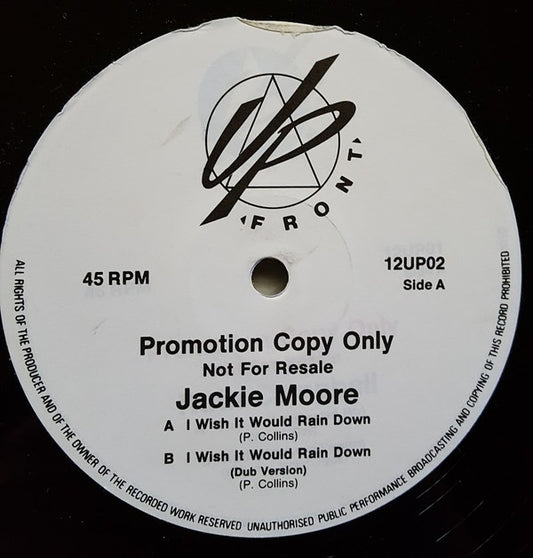 UP
'FRONT'
45 RPM
12UP02
Side A
Promotion Copy Only
Not For Resale
Jackie Moore
A I Wish It Would Rain Down
(P. Collins)
B I Wish It Would Rain Down
(Dub Version)
(P. Collins)
ALL RIGHTS OF THE PRODUCER AND OF THE OWNER OF THE RECORDED WORK RESERVED UNAUTHORISED PUBLIC PERFORMANCE BROADCASTING AND COPYING OF THIS RECORD PROHIBITED